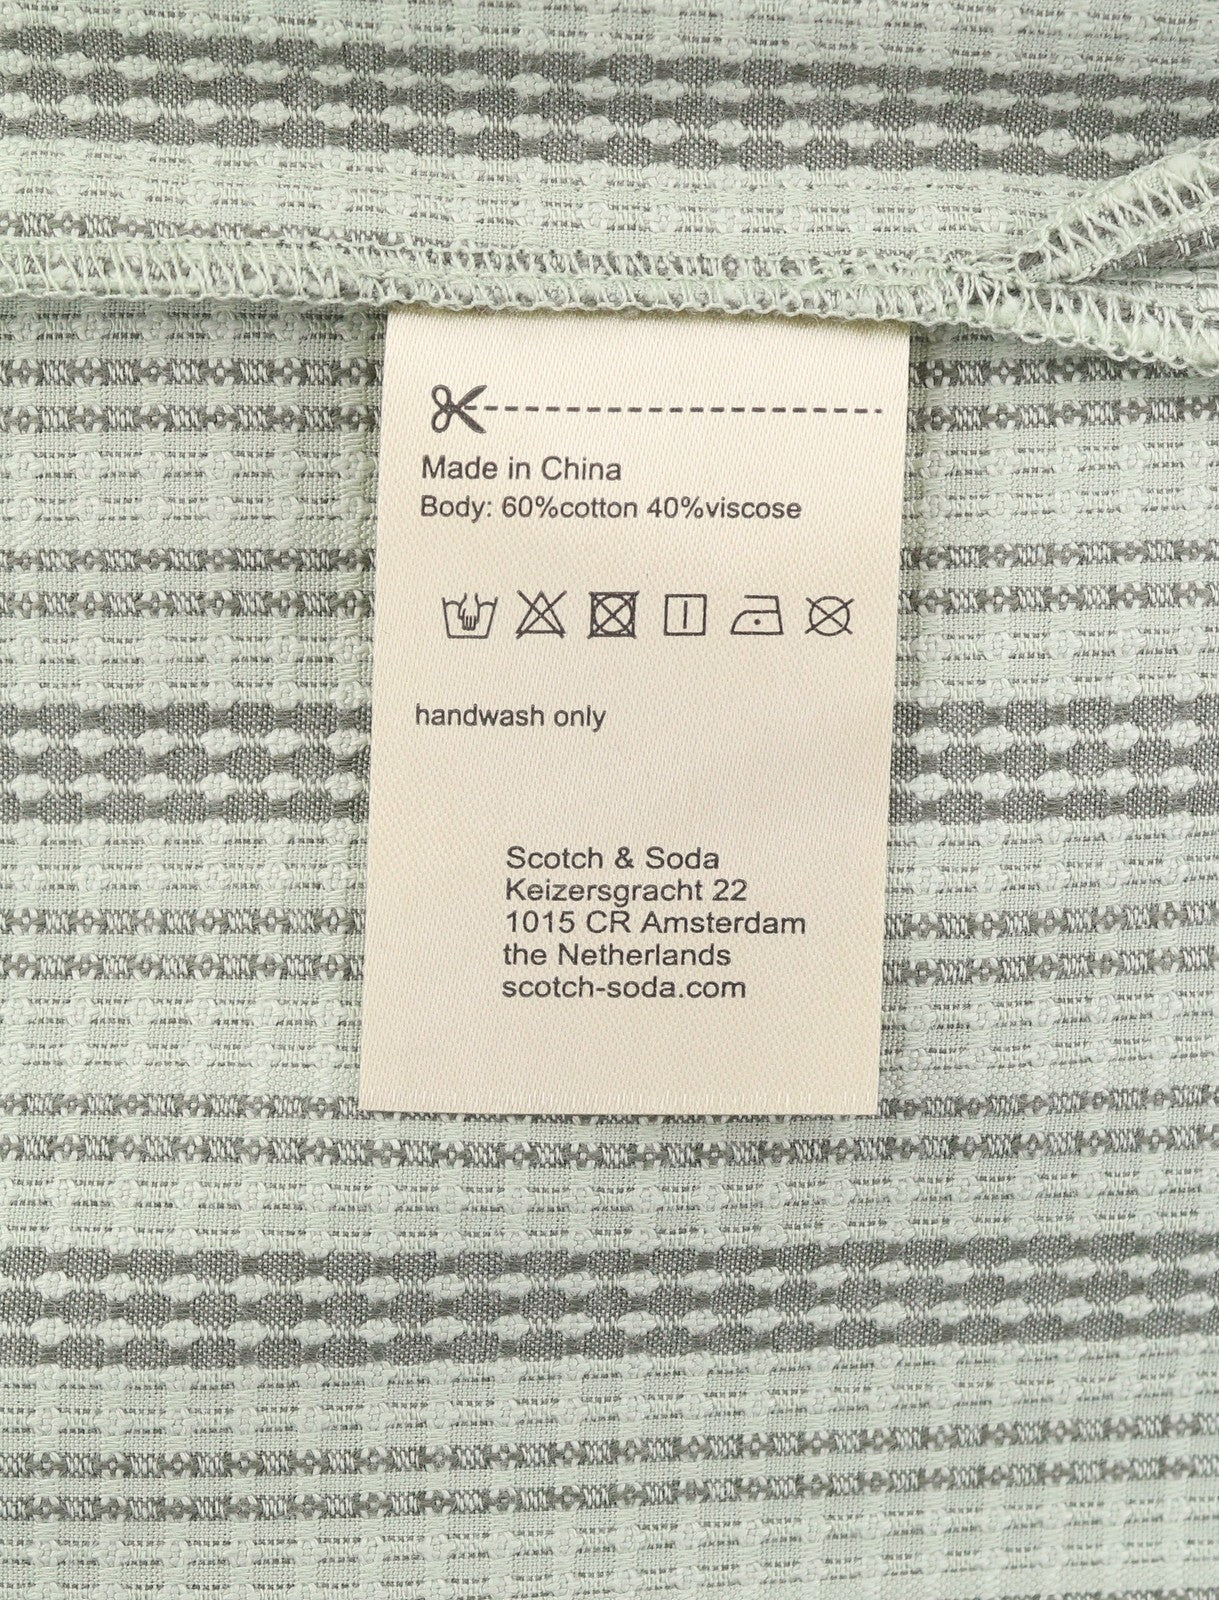 Made in China
Body: 60%cotton 40%viscose
handwash only
Scotch & Soda
Keizersgracht 22
1015 CR Amsterdam
the Netherlands
scotch-soda.com